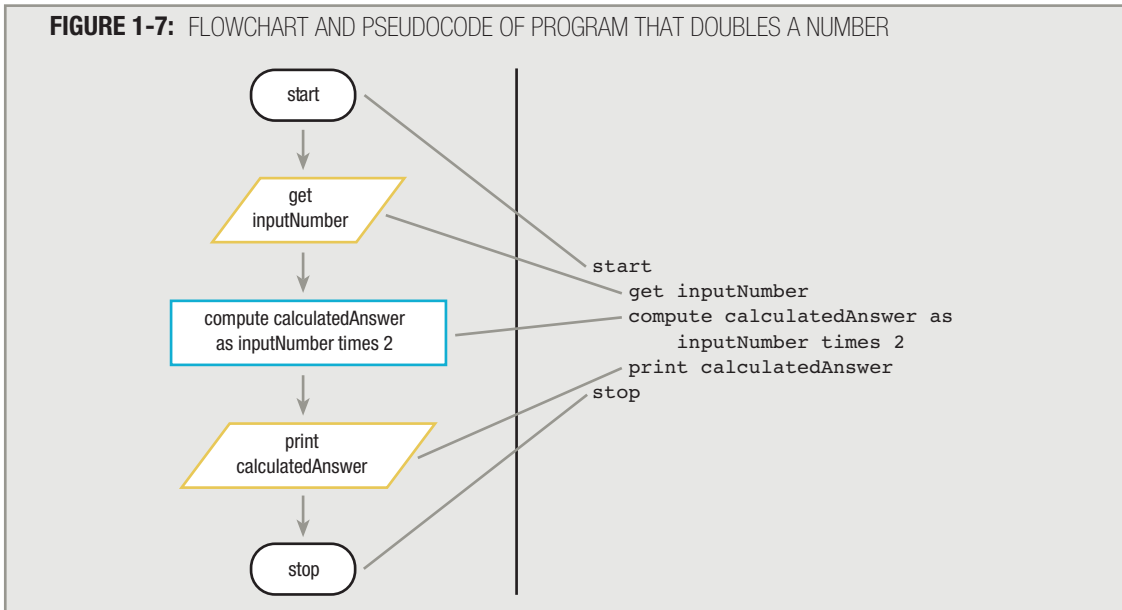 FIGURE 1-7: FLOWCHART AND PSEUDOCODE OF PROGRAM THAT DOUBLES A NUMBER
start
get
inputNumber
compute calculatedAnswer
as inputNumber times 2
print
calculatedAnswer
stop
start
get inputNumber
compute calculatedAnswer as
inputNumber times 2
print calculatedAnswer
stop